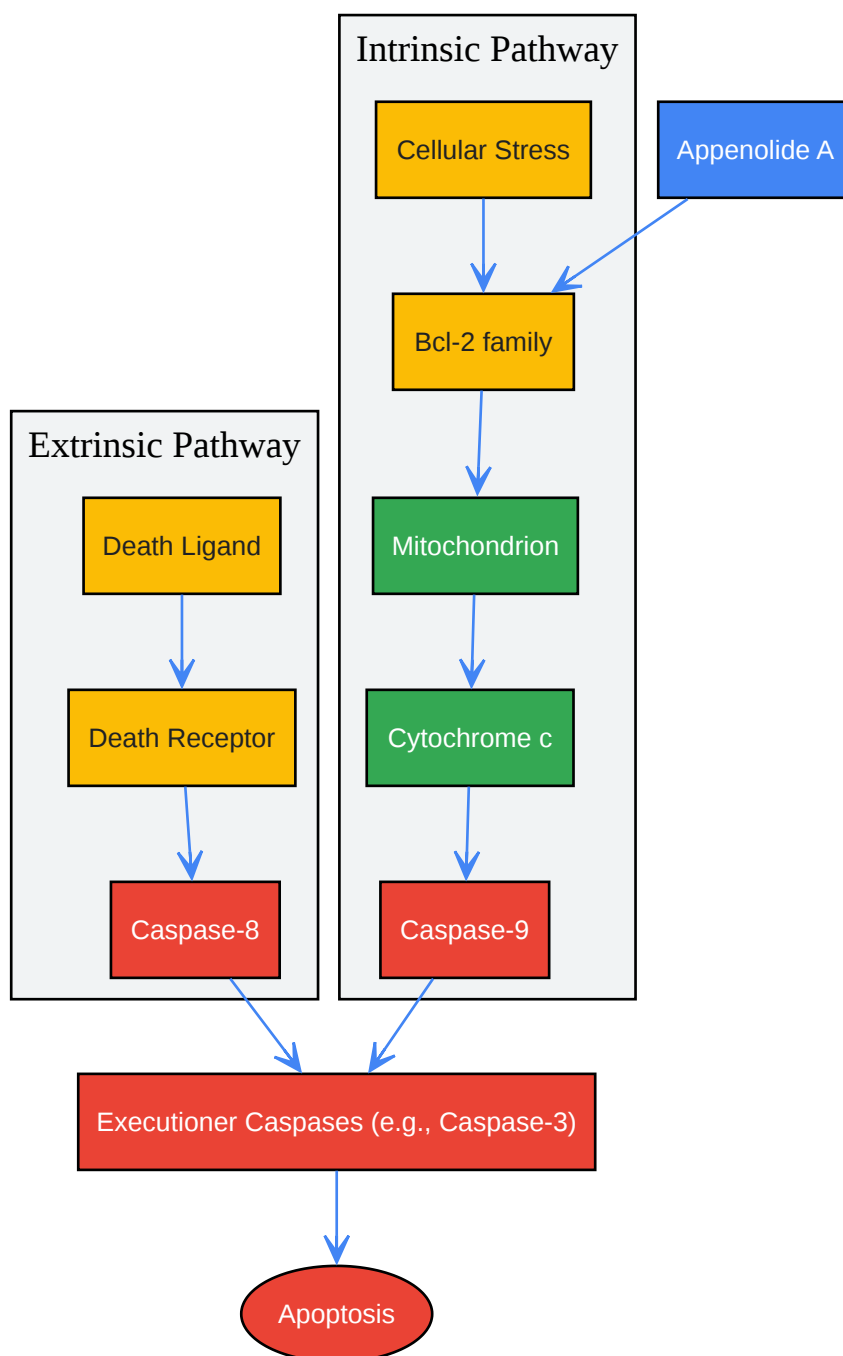 Intrinsic Pathway
Cellular Stress
Appenolide A
Bcl-2 family
Extrinsic Pathway
Death Ligand
Mitochondrion
Death Receptor
Cytochrome c
Caspase-8
Caspase-9
Executioner Caspases (e.g., Caspase-3)
Apoptosis